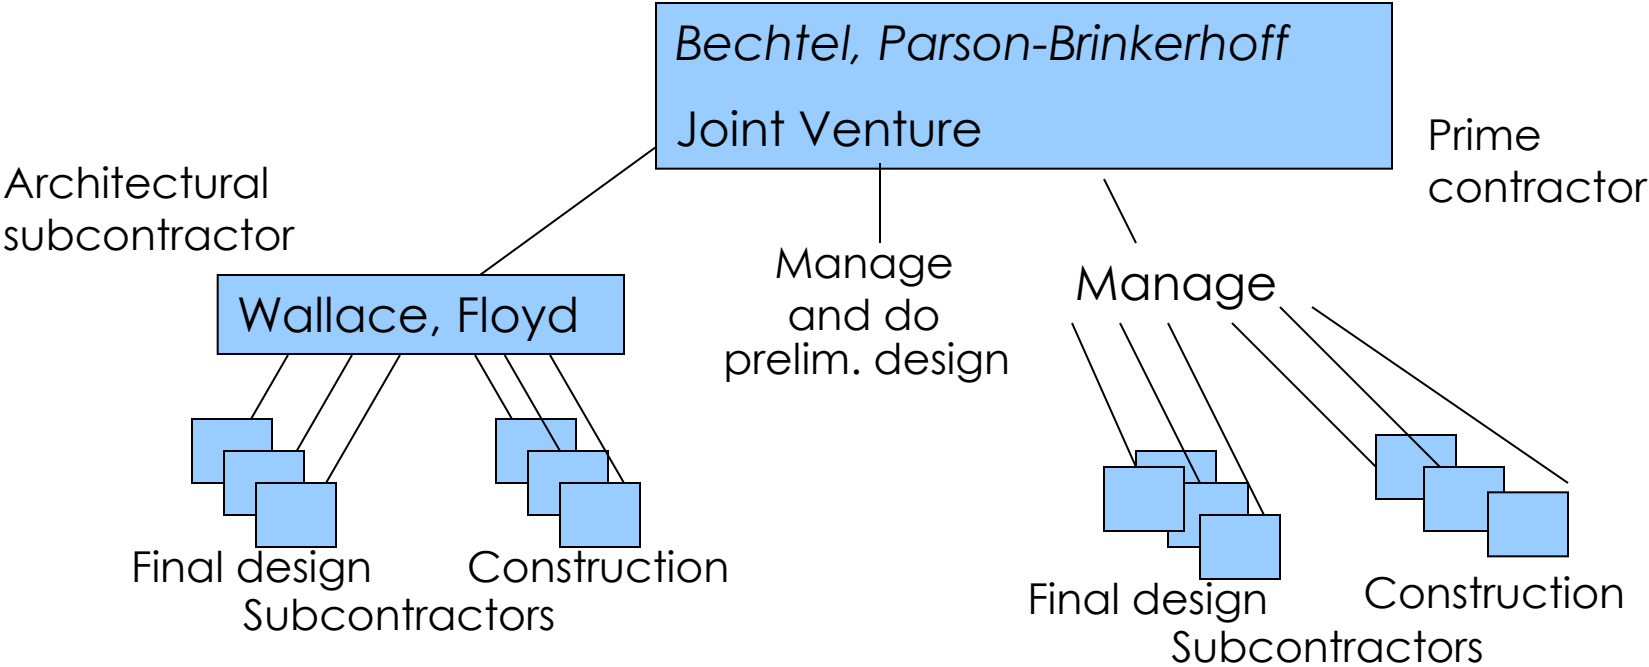 Bechtel, Parson-Brinkerhoff
Joint Venture
Prime
contractor
Architectural
subcontractor
Wallace, Floyd
Manage
and do
prelim. design
Manage
Final design
Construction
Subcontractors
Final design
Construction
Subcontractors